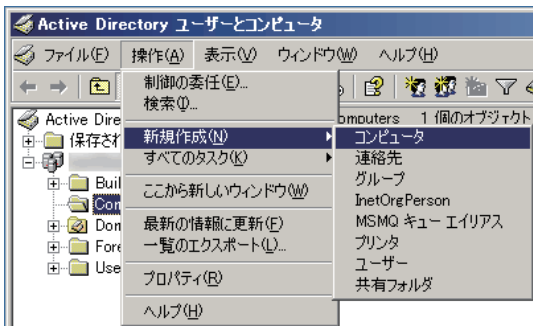 Active Directory ユーザーとコンピュータ
ファイル(F) 操作(A) 表示(V) ウィンドウ(W) ヘルプ(H)
Active Dire
保存され
Buil
Con
Don
Fore
Use
制御の委任(E)...
検索(I)...
新規作成(N)
すべてのタスク(K)
ここから新しいウィンドウ(W)
最新の情報に更新(F)
一覧のエクスポート(L)...
プロパティ(R)
ヘルプ(H)
omputers 1 個のオブジェクト
コンピュータ
連絡先
グループ
InetOrgPerson
MSMQ キュー エイリアス
プリンタ
ユーザー
共有フォルダ